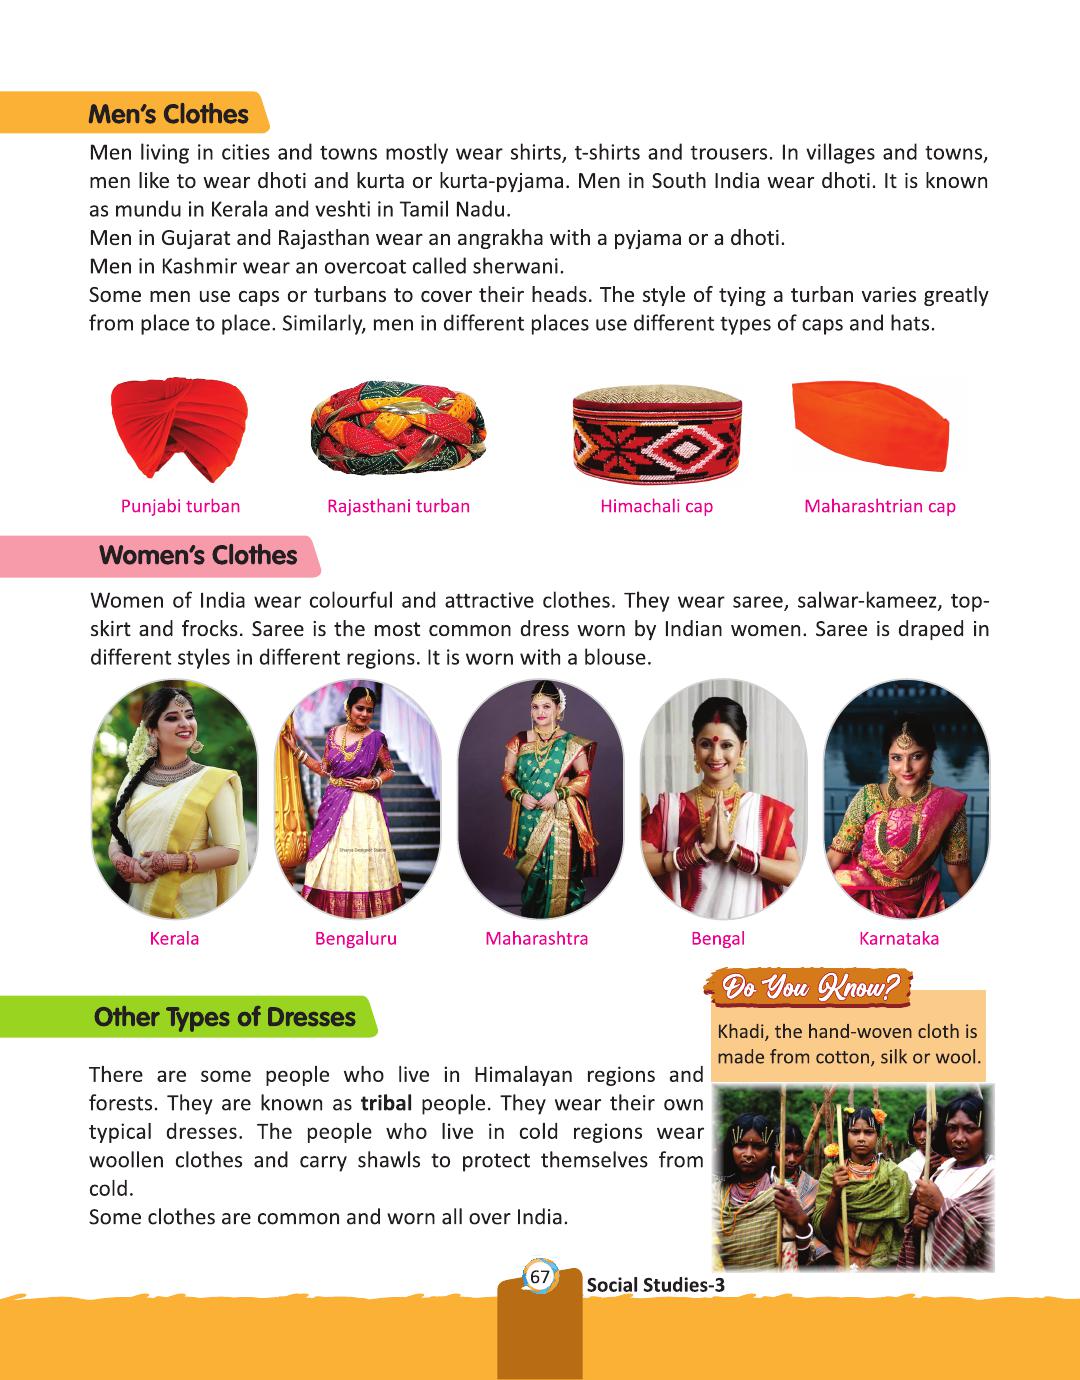 Men's Clothes
Men living in cities and towns mostly wear shirts, t-shirts and trousers. In villages and towns,
men like to wear dhoti and kurta or kurta-pyjama. Men in South India wear dhoti. It is known
as mundu in Kerala and veshti in Tamil Nadu.
Men in Gujarat and Rajasthan wear an angrakha with a pyjama or a dhoti.
Men in Kashmir wear an overcoat called sherwani.
Some men use caps or turbans to cover their heads. The style of tying a turban varies greatly
from place to place. Similarly, men in different places use different types of caps and hats.
Punjabi turban
Rajasthani turban
Himachali cap
Maharashtrian cap
Women's Clothes
Women of India wear colourful and attractive clothes. They wear saree, salwar-kameez, top-
skirt and frocks. Saree is the most common dress worn by Indian women. Saree is draped in
different styles in different regions. It is worn with a blouse.
Kerala
Bengaluru
Maharashtra
Bengal
Karnataka
Other Types of Dresses
There are some people who live in Himalayan regions and
forests. They are known as tribal people. They wear their own
typical dresses. The people who live in cold regions wear
woollen clothes and carry shawls to protect themselves from
cold.
Some clothes are common and worn all over India.
Do You Know?
Khadi, the hand-woven cloth is
made from cotton, silk or wool.
67
Social Studies-3